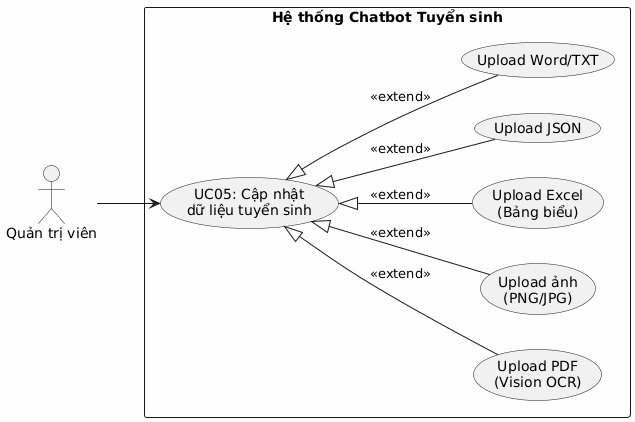 Hệ thống Chatbot Tuyển sinh
Upload Word/TXT
«extend»
Upload JSON
«extend»
Quản trị viên
UC05: Cập nhật
dữ liệu tuyển sinh
«extend»
Upload Excel
(Bảng biểu)
«extend»
Upload ảnh
(PNG/JPG)
«extend»
Upload PDF
(Vision OCR)